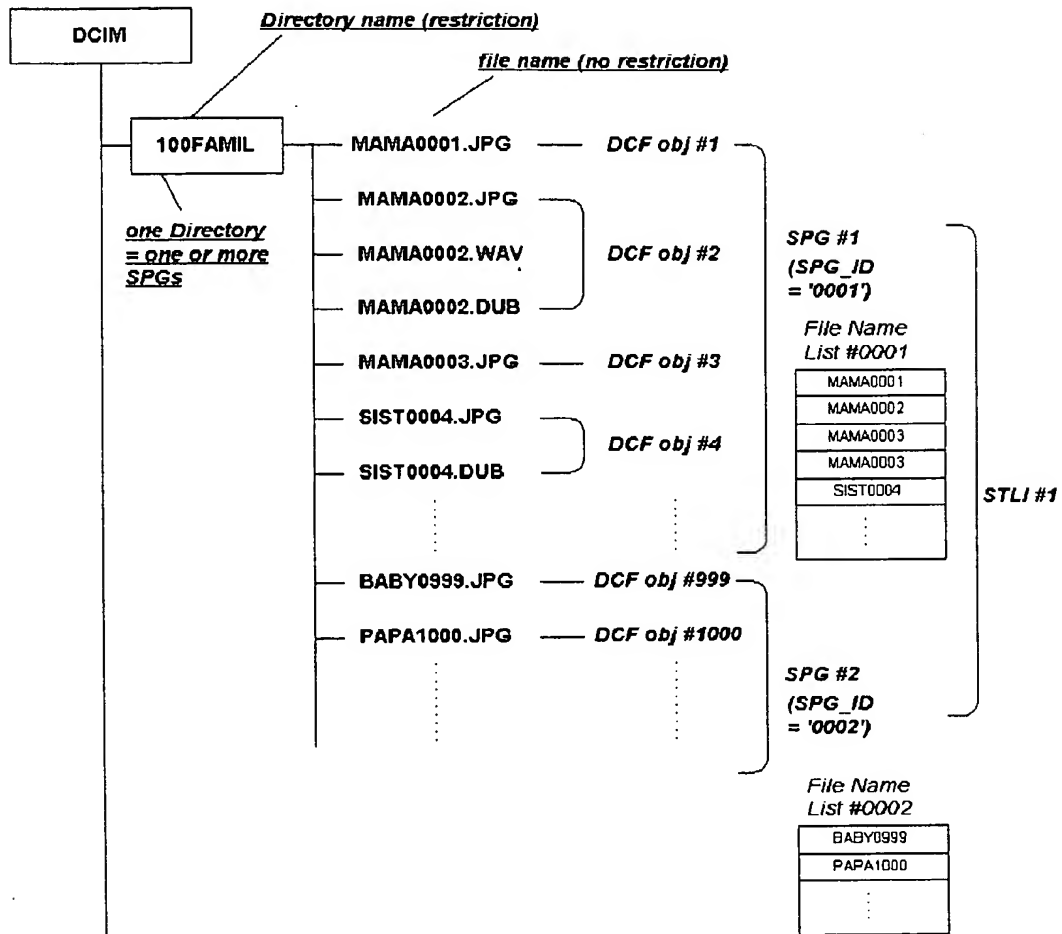 Directory name (restriction)
DCIM
file name (no restriction)
100FAMIL
MAMA0001.JPG
DCF obj #1
MAMA0002.JPG
MAMA0002.WAV
DCF obj #2
MAMA0002.DUB
one Directory
= one or more
SPGs
MAMA0003.JPG
DCF obj #3
SIST0004.JPG
DCF obj #4
SIST0004.DUB
SPG #1
(SPG_ID
= '0001')
File Name
List #0001
MAMA0001
MAMA0002
MAMA0003
MAMA0003
SIST0004
STLI #1
BABY0999.JPG
DCF obj #999
PAPA1000.JPG
DCF obj #1000
SPG #2
(SPG_ID
= '0002')
File Name
List #0002
BABY0999
PAPA1000